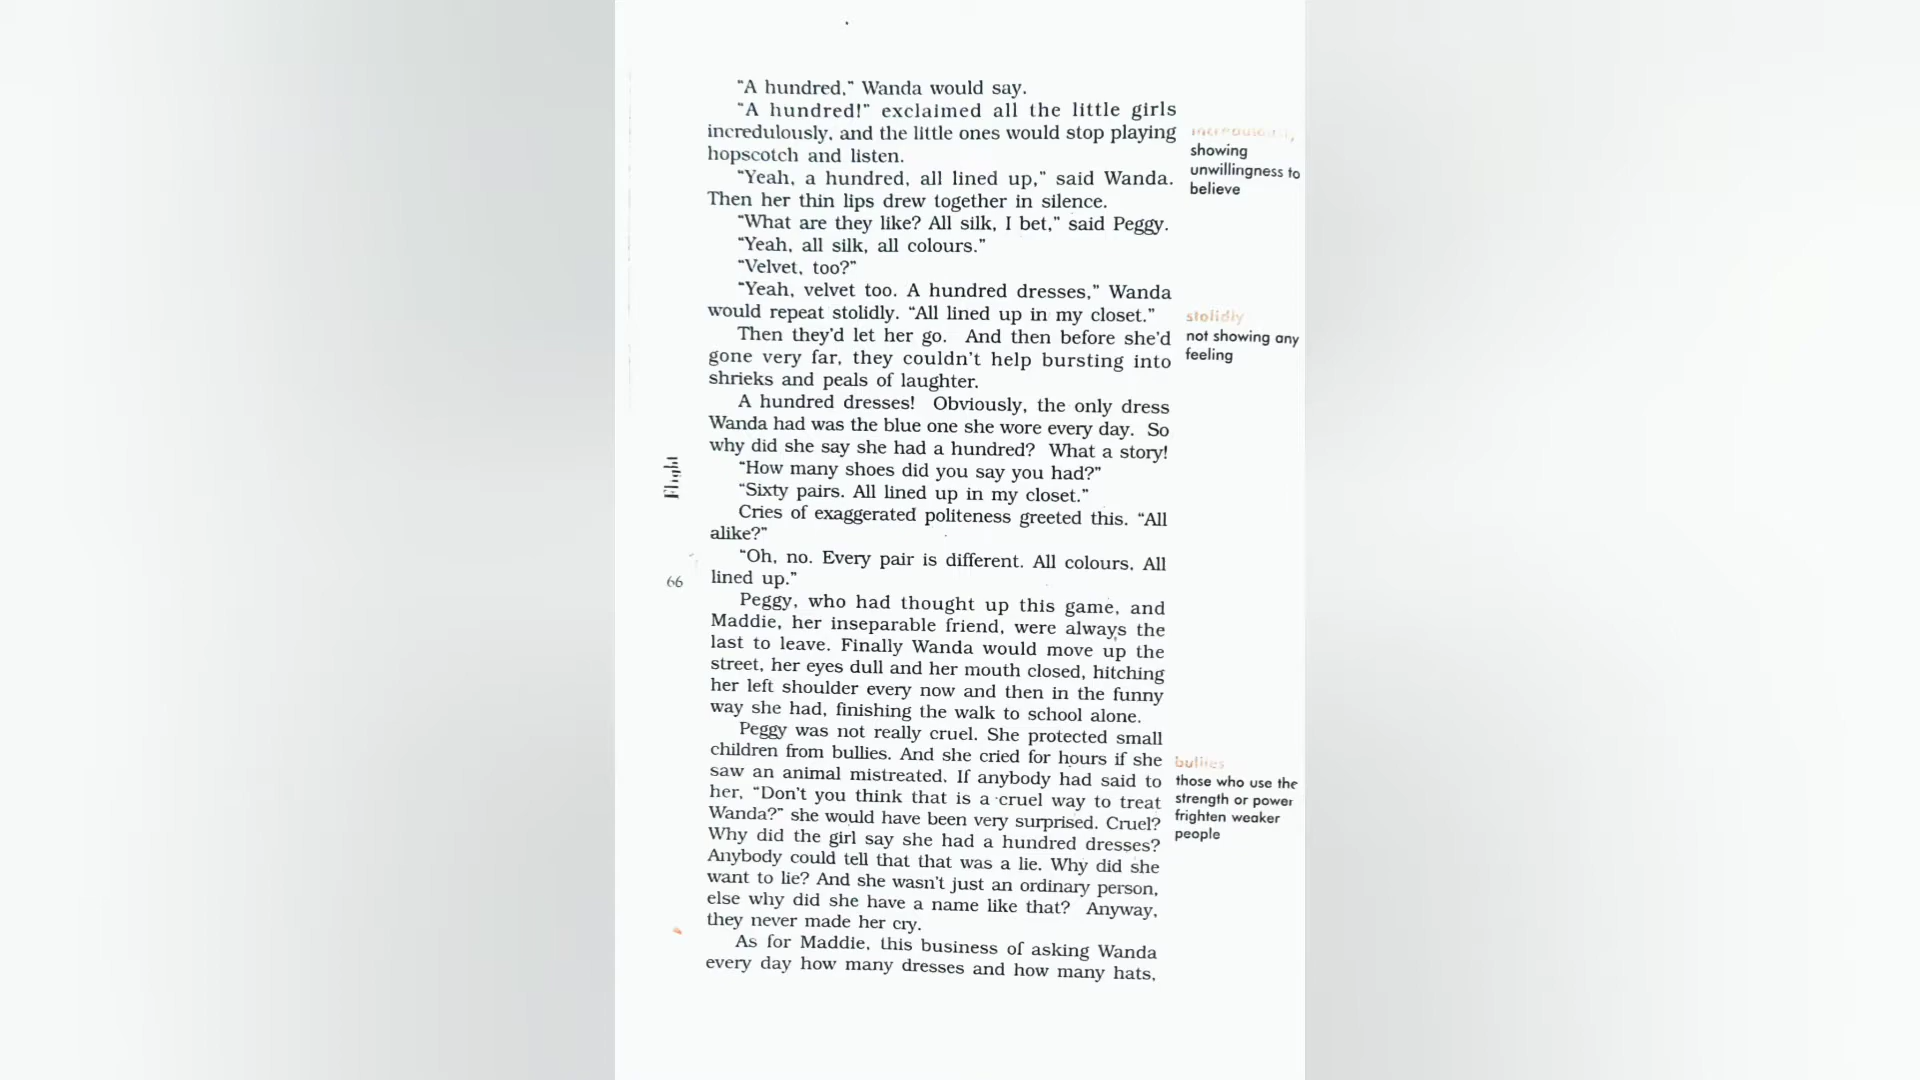 “A hundred,” Wanda would say.
“A hundred!” exclaimed all the little girls
incredulously, and the little ones would stop playing
hopscotch and listen.
“Yeah, a hundred, all lined up,” said Wanda.
Then her thin lips drew together in silence.
“What are they like? All silk, I bet,” said Peggy.
“Yeah, all silk, all colours.”
“Velvet, too?”
“Yeah, velvet too. A hundred dresses,” Wanda
would repeat stolidly. “All lined up in my closet.”
Then they’d let her go. And then before she’d
gone very far, they couldn’t help bursting into
shrieks and peals of laughter.
A hundred dresses! Obviously, the only dress
Wanda had was the blue one she wore every day. So
why did she say she had a hundred? What a story!
“How many shoes did you say you had?”
“Sixty pairs. All lined up in my closet.”
Cries of exaggerated politeness greeted this. “All
alike?”
“Oh, no. Every pair is different. All colours. All
lined up.”
Peggy, who had thought up this game, and
Maddie, her inseparable friend, were always the
last to leave. Finally Wanda would move up the
street, her eyes dull and her mouth closed, hitching
her left shoulder every now and then in the funny
way she had, finishing the walk to school alone.
Peggy was not really cruel. She protected small
children from bullies. And she cried for hours if she
saw an animal mistreated. If anybody had said to
her, “Don’t you think that is a cruel way to treat
Wanda?” she would have been very surprised. Cruel?
Why did the girl say she had a hundred dresses?
Anybody could tell that that was a lie. Why did she
want to lie? And she wasn’t just an ordinary person,
else why did she have a name like that? Anyway,
they never made her cry.
As for Maddie, this business of asking Wanda
every day how many dresses and how many hats,
incredulously
showing
unwillingness to
believe
stolidly
not showing any
feeling
bullies
those who use the
strength or power
frighten weaker
people
Flight
66